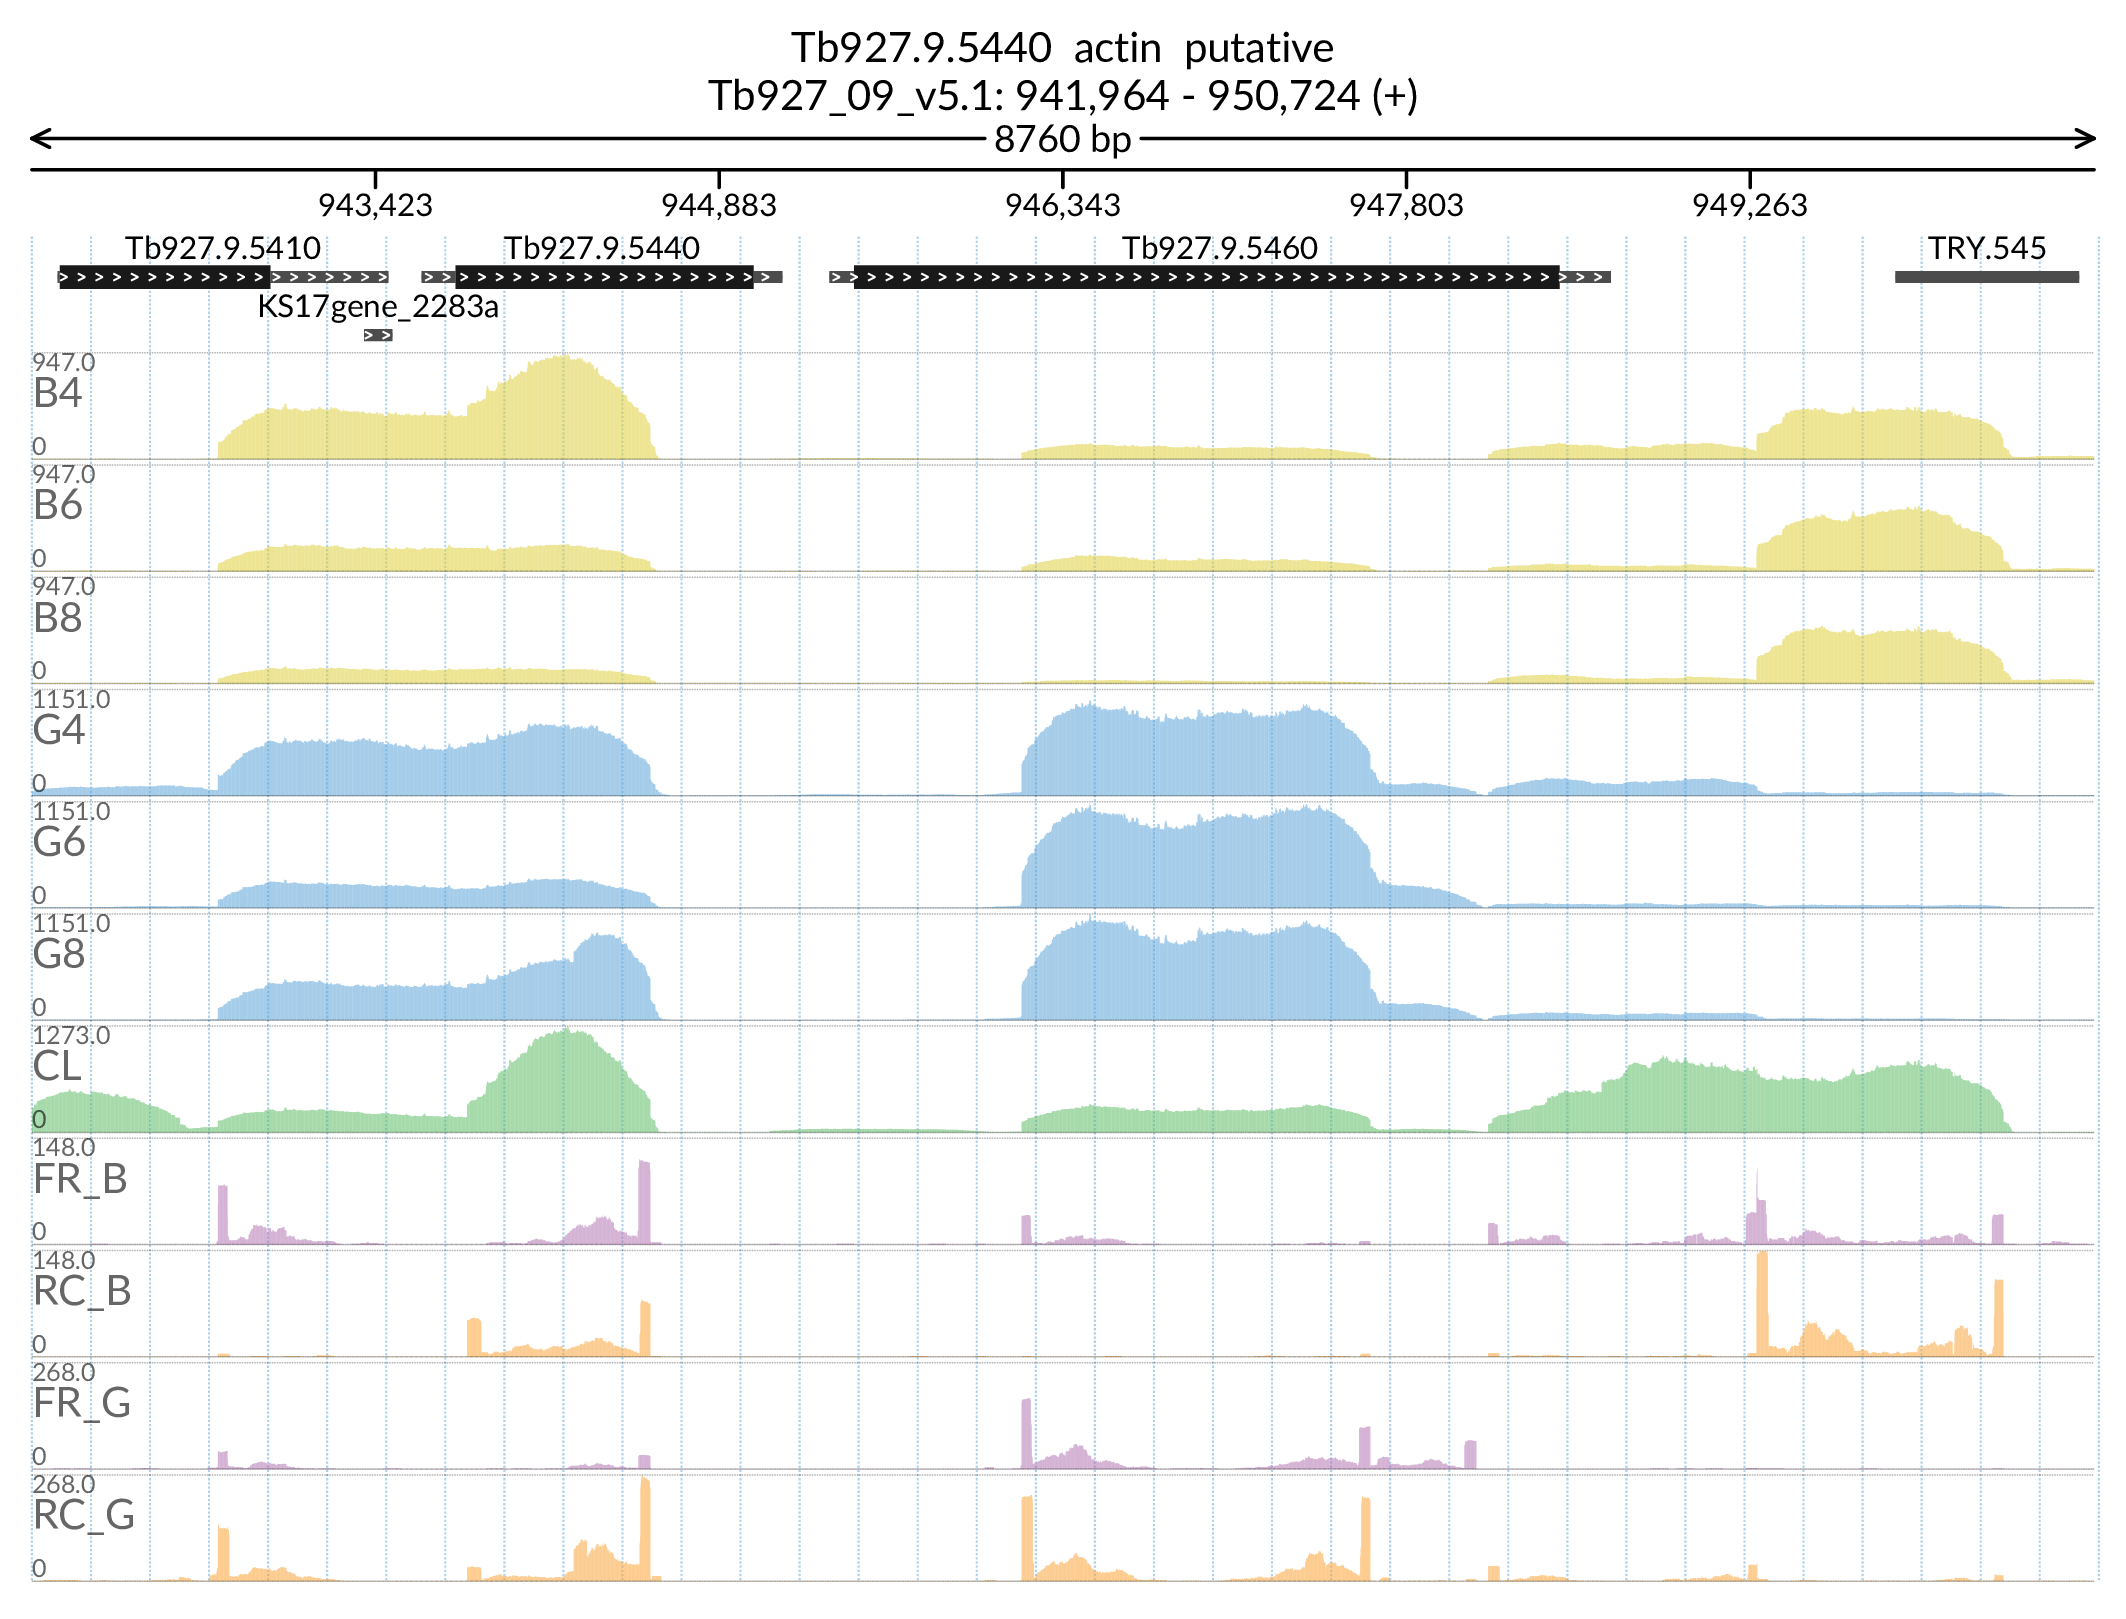 Tb927.9.5440 actin putative
Tb927_09_v5.1: 941,964 - 950,724 (+)
8760 bp
943,423 944,883 946,343 947,803 949,263
Tb927.9.5410 Tb927.9.5440 Tb927.9.5460 TRY.545
KS17gene_2283a
947.0
B4
0
947.0
B6
0
947.0
B8
0
1151.0
G4
0
1151.0
G6
0
1151.0
G8
0
1273.0
CL
0
148.0
FR_B
0
148.0
RC_B
0
268.0
FR_G
0
268.0
RC_G
0